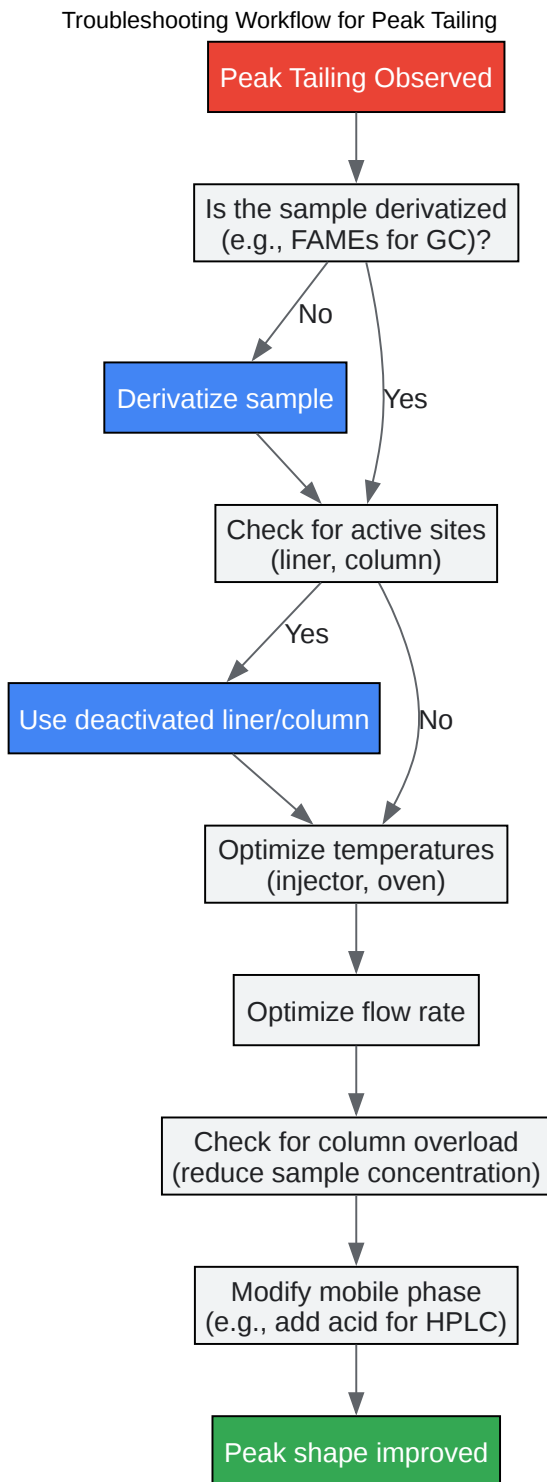 Troubleshooting Workflow for Peak Tailing
Peak Tailing Observed
Is the sample derivatized
(e.g., FAMEs for GC)?
No
Derivatize sample
Yes
Check for active sites
(liner, column)
Yes
Use deactivated liner/column
No
Optimize temperatures
(injector, oven)
Optimize flow rate
Check for column overload
(reduce sample concentration)
Modify mobile phase
(e.g., add acid for HPLC)
Peak shape improved